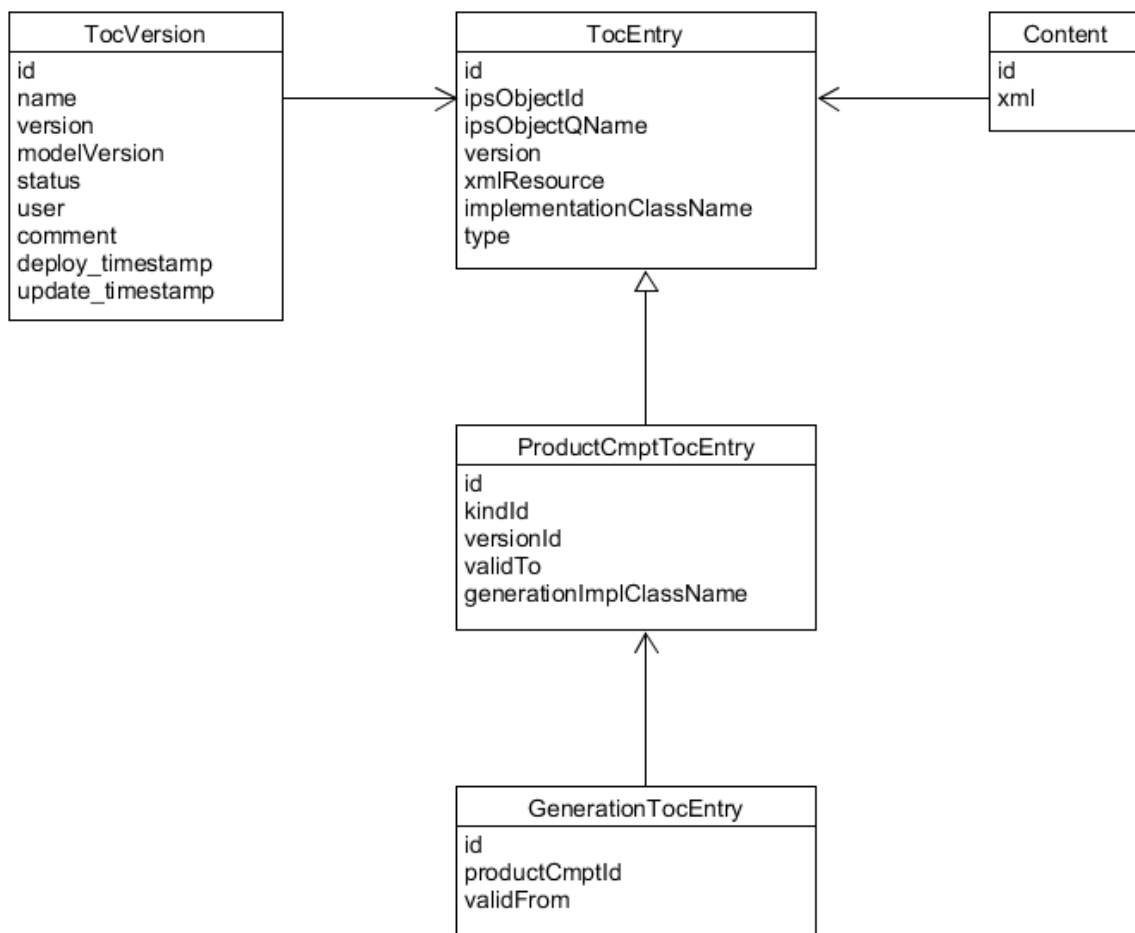 TocVersion
id
name
version
modelVersion
status
user
comment
deploy_timestamp
update_timestamp
TocEntry
id
ipsObjectId
ipsObjectQName
version
xmlResource
implementationClassName
type
Content
id
xml
ProductCmptTocEntry
id
kindId
versionId
validTo
generationImplClassName
GenerationTocEntry
id
productCmptId
validFrom